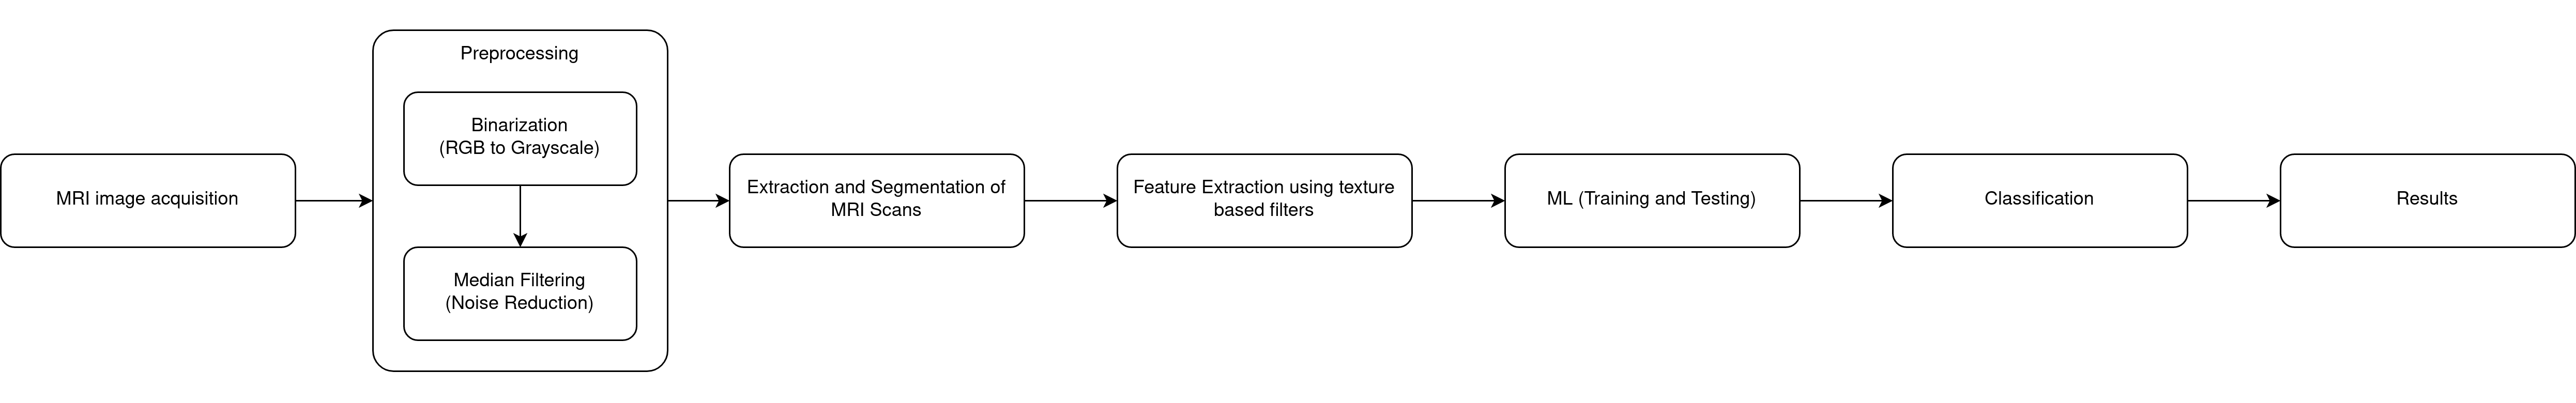 MRI image acquisition
Preprocessing
Binarization
(RGB to Grayscale)
Median Filtering
(Noise Reduction)
Extraction and Segmentation of
MRI Scans
Feature Extraction using texture
based filters
ML (Training and Testing)
Classification
Results